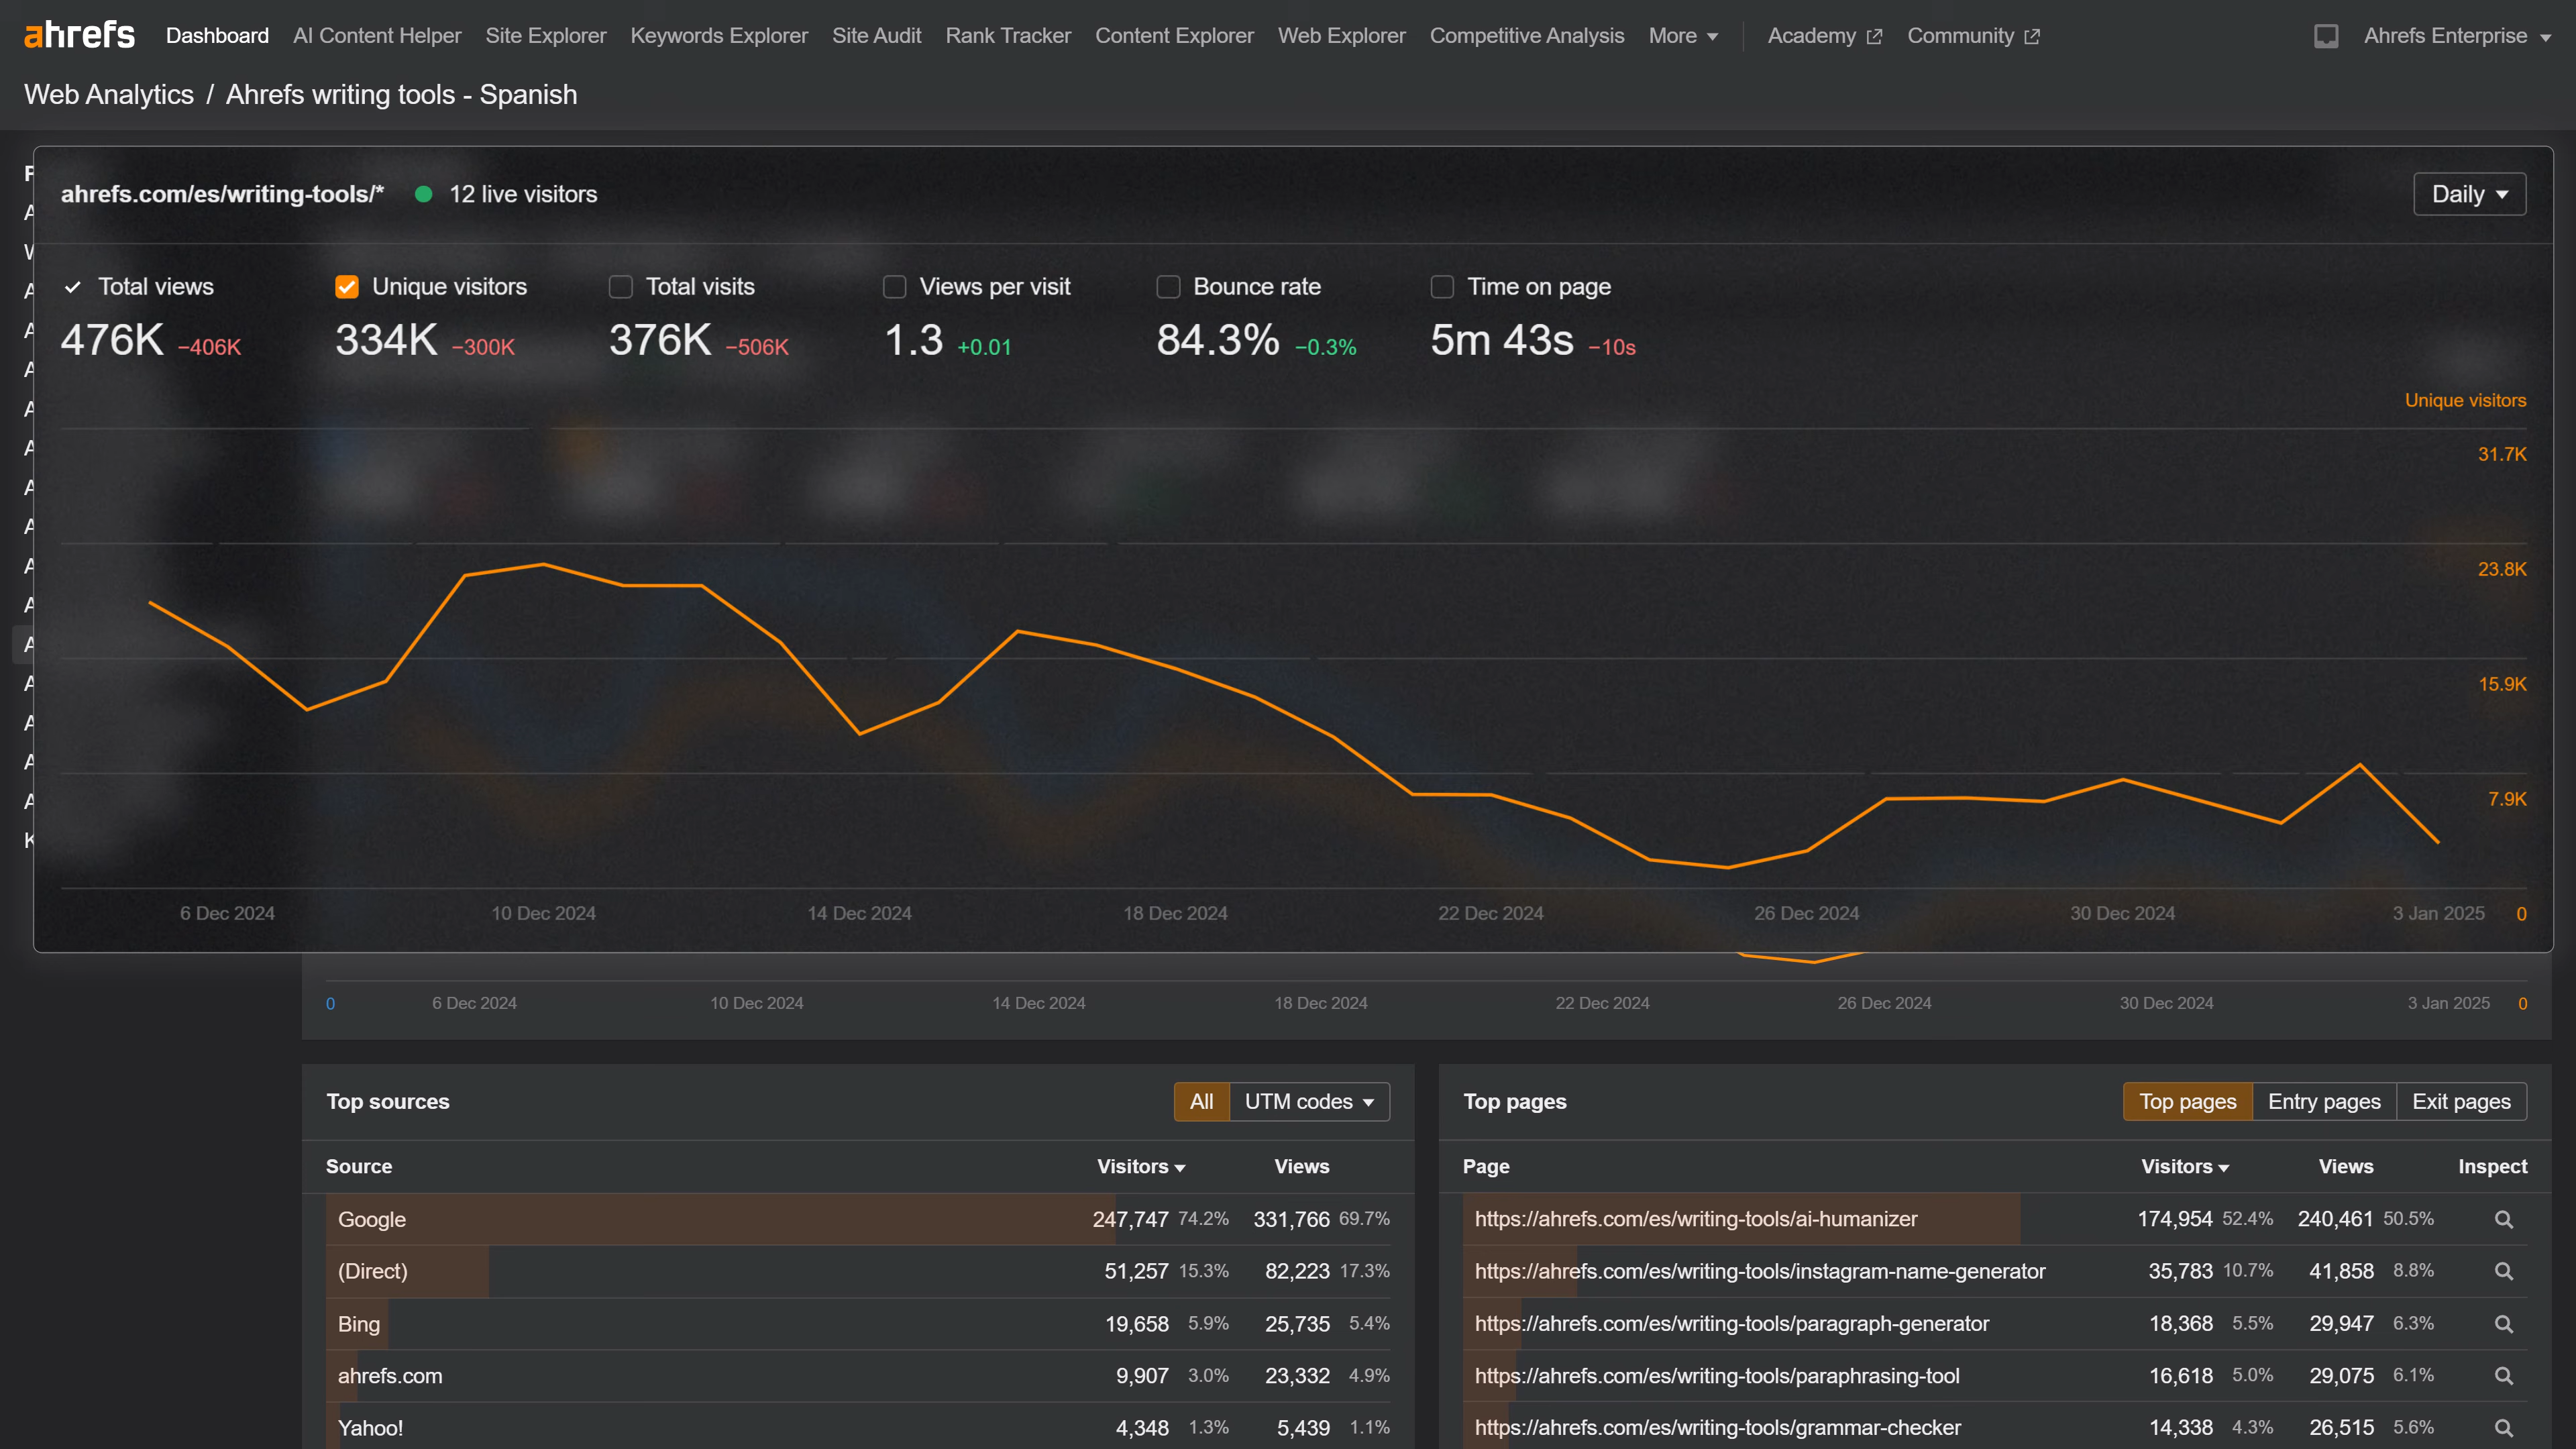 ahrefs Dashboard AI Content Helper Site Explorer Keywords Explorer Site Audit Rank Tracker Content Explorer Web Explorer Competitive Analysis More Academy Community Ahrefs Enterprise
Web Analytics / Ahrefs writing tools - Spanish
ahrefs.com/es/writing-tools/* 12 live visitors Daily
Total views Unique visitors Total visits Views per visit Bounce rate Time on page
476K −406K 334K −300K 376K −506K 1.3 +0.01 84.3% −0.3% 5m 43s −10s
Unique visitors
31.7K
23.8K
15.9K
7.9K
6 Dec 2024 10 Dec 2024 14 Dec 2024 18 Dec 2024 22 Dec 2024 26 Dec 2024 30 Dec 2024 3 Jan 2025 0
0 6 Dec 2024 10 Dec 2024 14 Dec 2024 18 Dec 2024 22 Dec 2024 26 Dec 2024 30 Dec 2024 3 Jan 2025 0
Top sources All UTM codes
Source Visitors Views
Google 247,747 74.2% 331,766 69.7%
(Direct) 51,257 15.3% 82,223 17.3%
Bing 19,658 5.9% 25,735 5.4%
ahrefs.com 9,907 3.0% 23,332 4.9%
Yahoo! 4,348 1.3% 5,439 1.1%
Top pages Top pages Entry pages Exit pages
Page Visitors Views Inspect
https://ahrefs.com/es/writing-tools/ai-humanizer 174,954 52.4% 240,461 50.5%
https://ahrefs.com/es/writing-tools/instagram-name-generator 35,783 10.7% 41,858 8.8%
https://ahrefs.com/es/writing-tools/paragraph-generator 18,368 5.5% 29,947 6.3%
https://ahrefs.com/es/writing-tools/paraphrasing-tool 16,618 5.0% 29,075 6.1%
https://ahrefs.com/es/writing-tools/grammar-checker 14,338 4.3% 26,515 5.6%